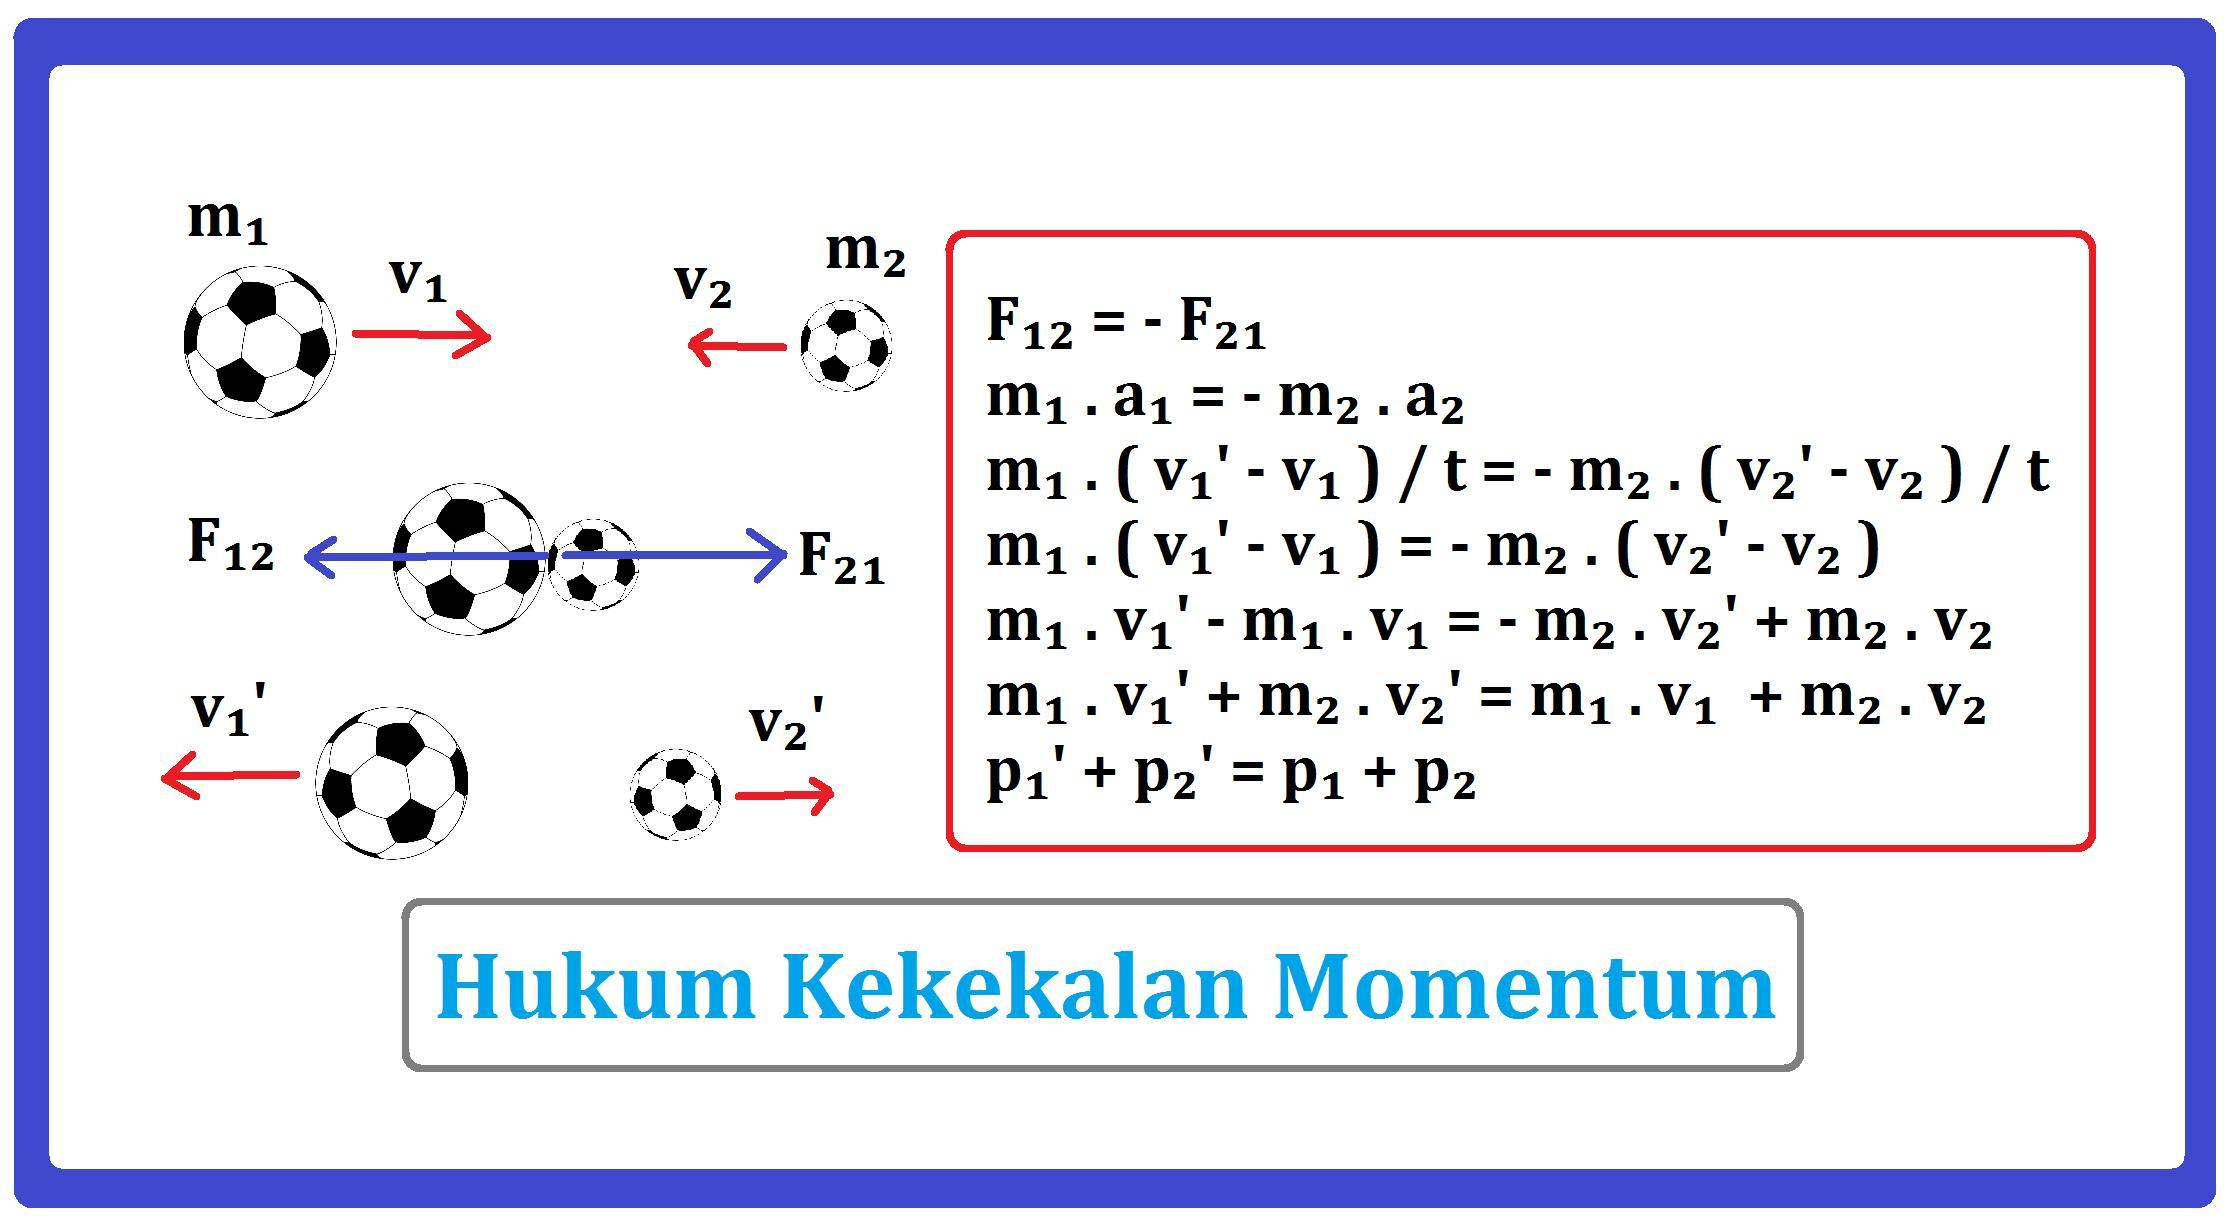 m₁
v₁
v₂
m₂
F₁₂
F₂₁
v₁'
v₂'
F₁₂ = - F₂₁
m₁ . a₁ = - m₂ . a₂
m₁ . ( v₁' - v₁ ) / t = - m₂ . ( v₂' - v₂ ) / t
m₁ . ( v₁' - v₁ ) = - m₂ . ( v₂' - v₂ )
m₁ . v₁' - m₁ . v₁ = - m₂ . v₂' + m₂ . v₂
m₁ . v₁' + m₂ . v₂' = m₁ . v₁ + m₂ . v₂
p₁' + p₂' = p₁ + p₂
Hukum Kekekalan Momentum